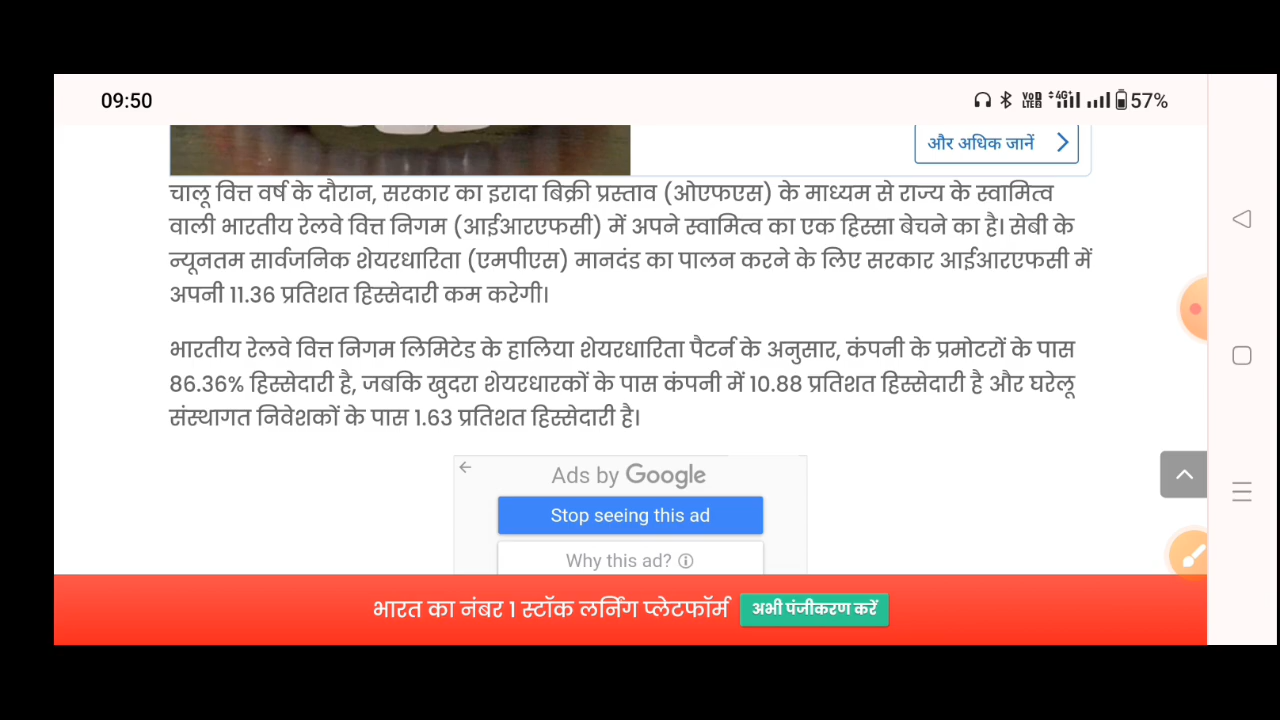 09:50
4G+
57%
और अधिक जानें
चालू वित्त वर्ष के दौरान, सरकार का इरादा बिक्री प्रस्ताव (ओएफएस) के माध्यम से राज्य के स्वामित्व
वाली भारतीय रेलवे वित्त निगम (आईआरएफसी) में अपने स्वामित्व का एक हिस्सा बेचने का है। सेबी के
न्यूनतम सार्वजनिक शेयरधारिता (एमपीएस) मानदंड का पालन करने के लिए सरकार आईआरएफसी में
अपनी 11.36 प्रतिशत हिस्सेदारी कम करेगी।
भारतीय रेलवे वित्त निगम लिमिटेड के हालिया शेयरधारिता पैटर्न के अनुसार, कंपनी के प्रमोटरों के पास
86.36% हिस्सेदारी है, जबकि खुदरा शेयरधारकों के पास कंपनी में 10.88 प्रतिशत हिस्सेदारी है और घरेलू
संस्थागत निवेशकों के पास 1.63 प्रतिशत हिस्सेदारी है।
Ads by Google
Stop seeing this ad
Why this ad?
भारत का नंबर 1 स्टॉक लर्निंग प्लेटफॉर्म अभी पंजीकरण करें